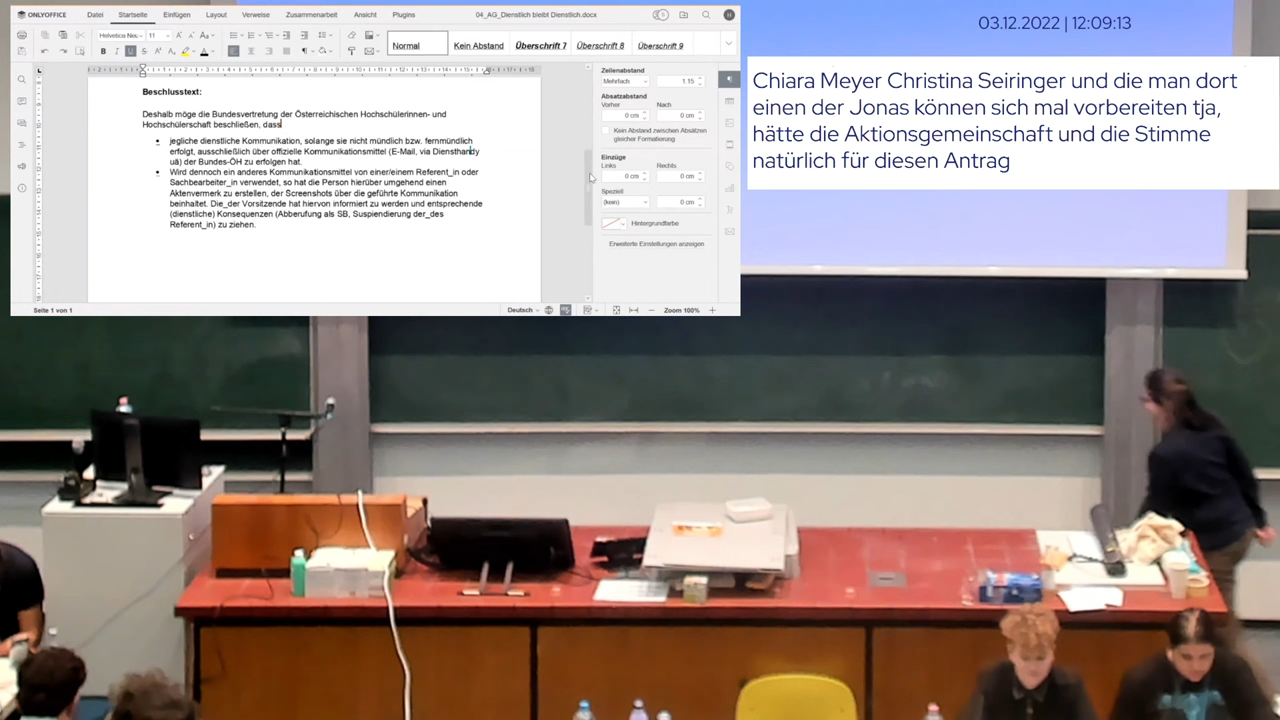 ONLYOFFICE
Datei Startseite Einfügen Layout Verweise Zusammenarbeit Ansicht Plugins
04_AG_Dienstlich bleibt Dienstlich.docx
Helvetica Neu 11
Normal
Kein Abstand
Überschrift 7
Überschrift 8
Überschrift 9
Beschlusstext:
Deshalb möge die Bundesvertretung der Österreichischen Hochschülerinnen- und
Hochschülerschaft beschließen, dass
jegliche dienstliche Kommunikation, solange sie nicht mündlich bzw. fernmündlich
erfolgt, ausschließlich über offizielle Kommunikationsmittel (E-Mail, via Diensthandy
uä) der Bundes-ÖH zu erfolgen hat.
Wird dennoch ein anderes Kommunikationsmittel von einer/einem Referent_in oder
Sachbearbeiter_in verwendet, so hat die Person hierüber umgehend einen
Aktenvermerk zu erstellen, der Screenshots über die geführte Kommunikation
beinhaltet. Die_der Vorsitzende hat hiervon informiert zu werden und entsprechende
(dienstliche) Konsequenzen (Abberufung als SB, Suspendierung der_des
Referent_in) zu ziehen.
Zeilenabstand
Mehrfach 1.15
Absatzabstand
Vorher Nach
0 cm 0 cm
Kein Abstand zwischen Absätzen
gleicher Formatierung
Einzüge
Links Rechts
0 cm 0 cm
Speziell
(kein) 0 cm
Hintergrundfarbe
Erweiterte Einstellungen anzeigen
Seite 1 von 1
Deutsch
Zoom 100%
03.12.2022 | 12:09:13
Chiara Meyer Christina Seiringer und die man dort
einen der Jonas können sich mal vorbereiten tja,
hätte die Aktionsgemeinschaft und die Stimme
natürlich für diesen Antrag